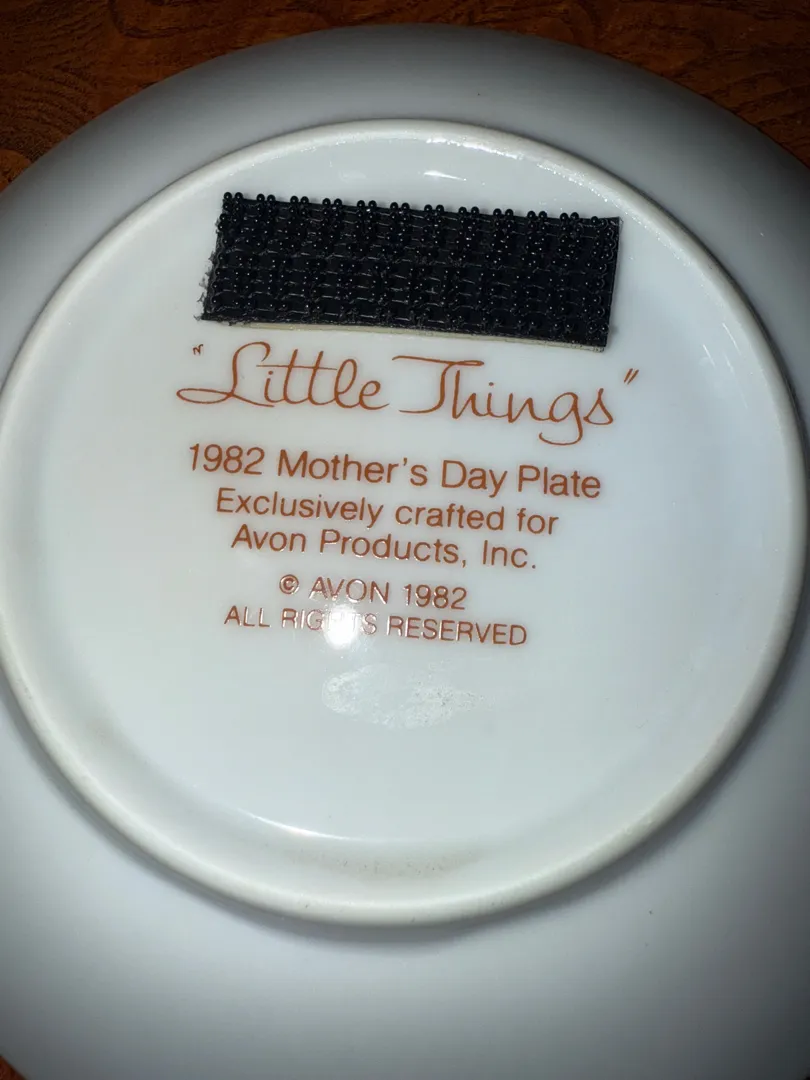 "Little Things"
1982 Mother's Day Plate
Exclusively crafted for
Avon Products, Inc.
© AVON 1982
ALL RIGHTS RESERVED